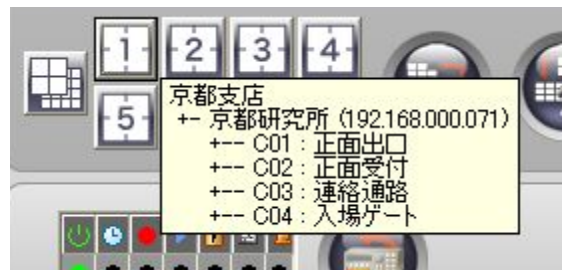 1 2 3 4
5
京都支店
+- 京都研究所 (192.168.000.071)
+-- C01 : 正面出口
+-- C02 : 正面受付
+-- C03 : 連絡通路
+-- C04 : 入場ゲート